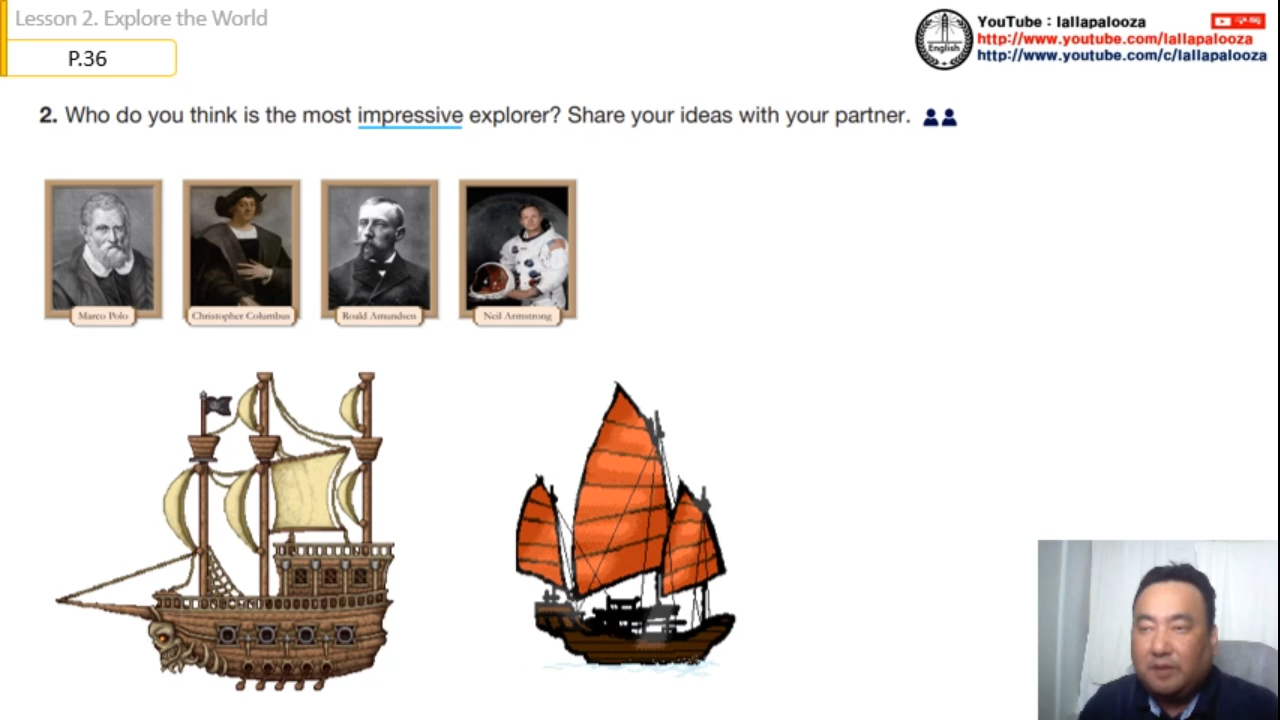 Lesson 2. Explore the World
P.36
English
YouTube : lallapalooza
http://www.youtube.com/lallapalooza
http://www.youtube.com/c/lallapalooza
2. Who do you think is the most impressive explorer? Share your ideas with your partner.
Marco Polo
Christopher Columbus
Roald Amundsen
Neil Armstrong